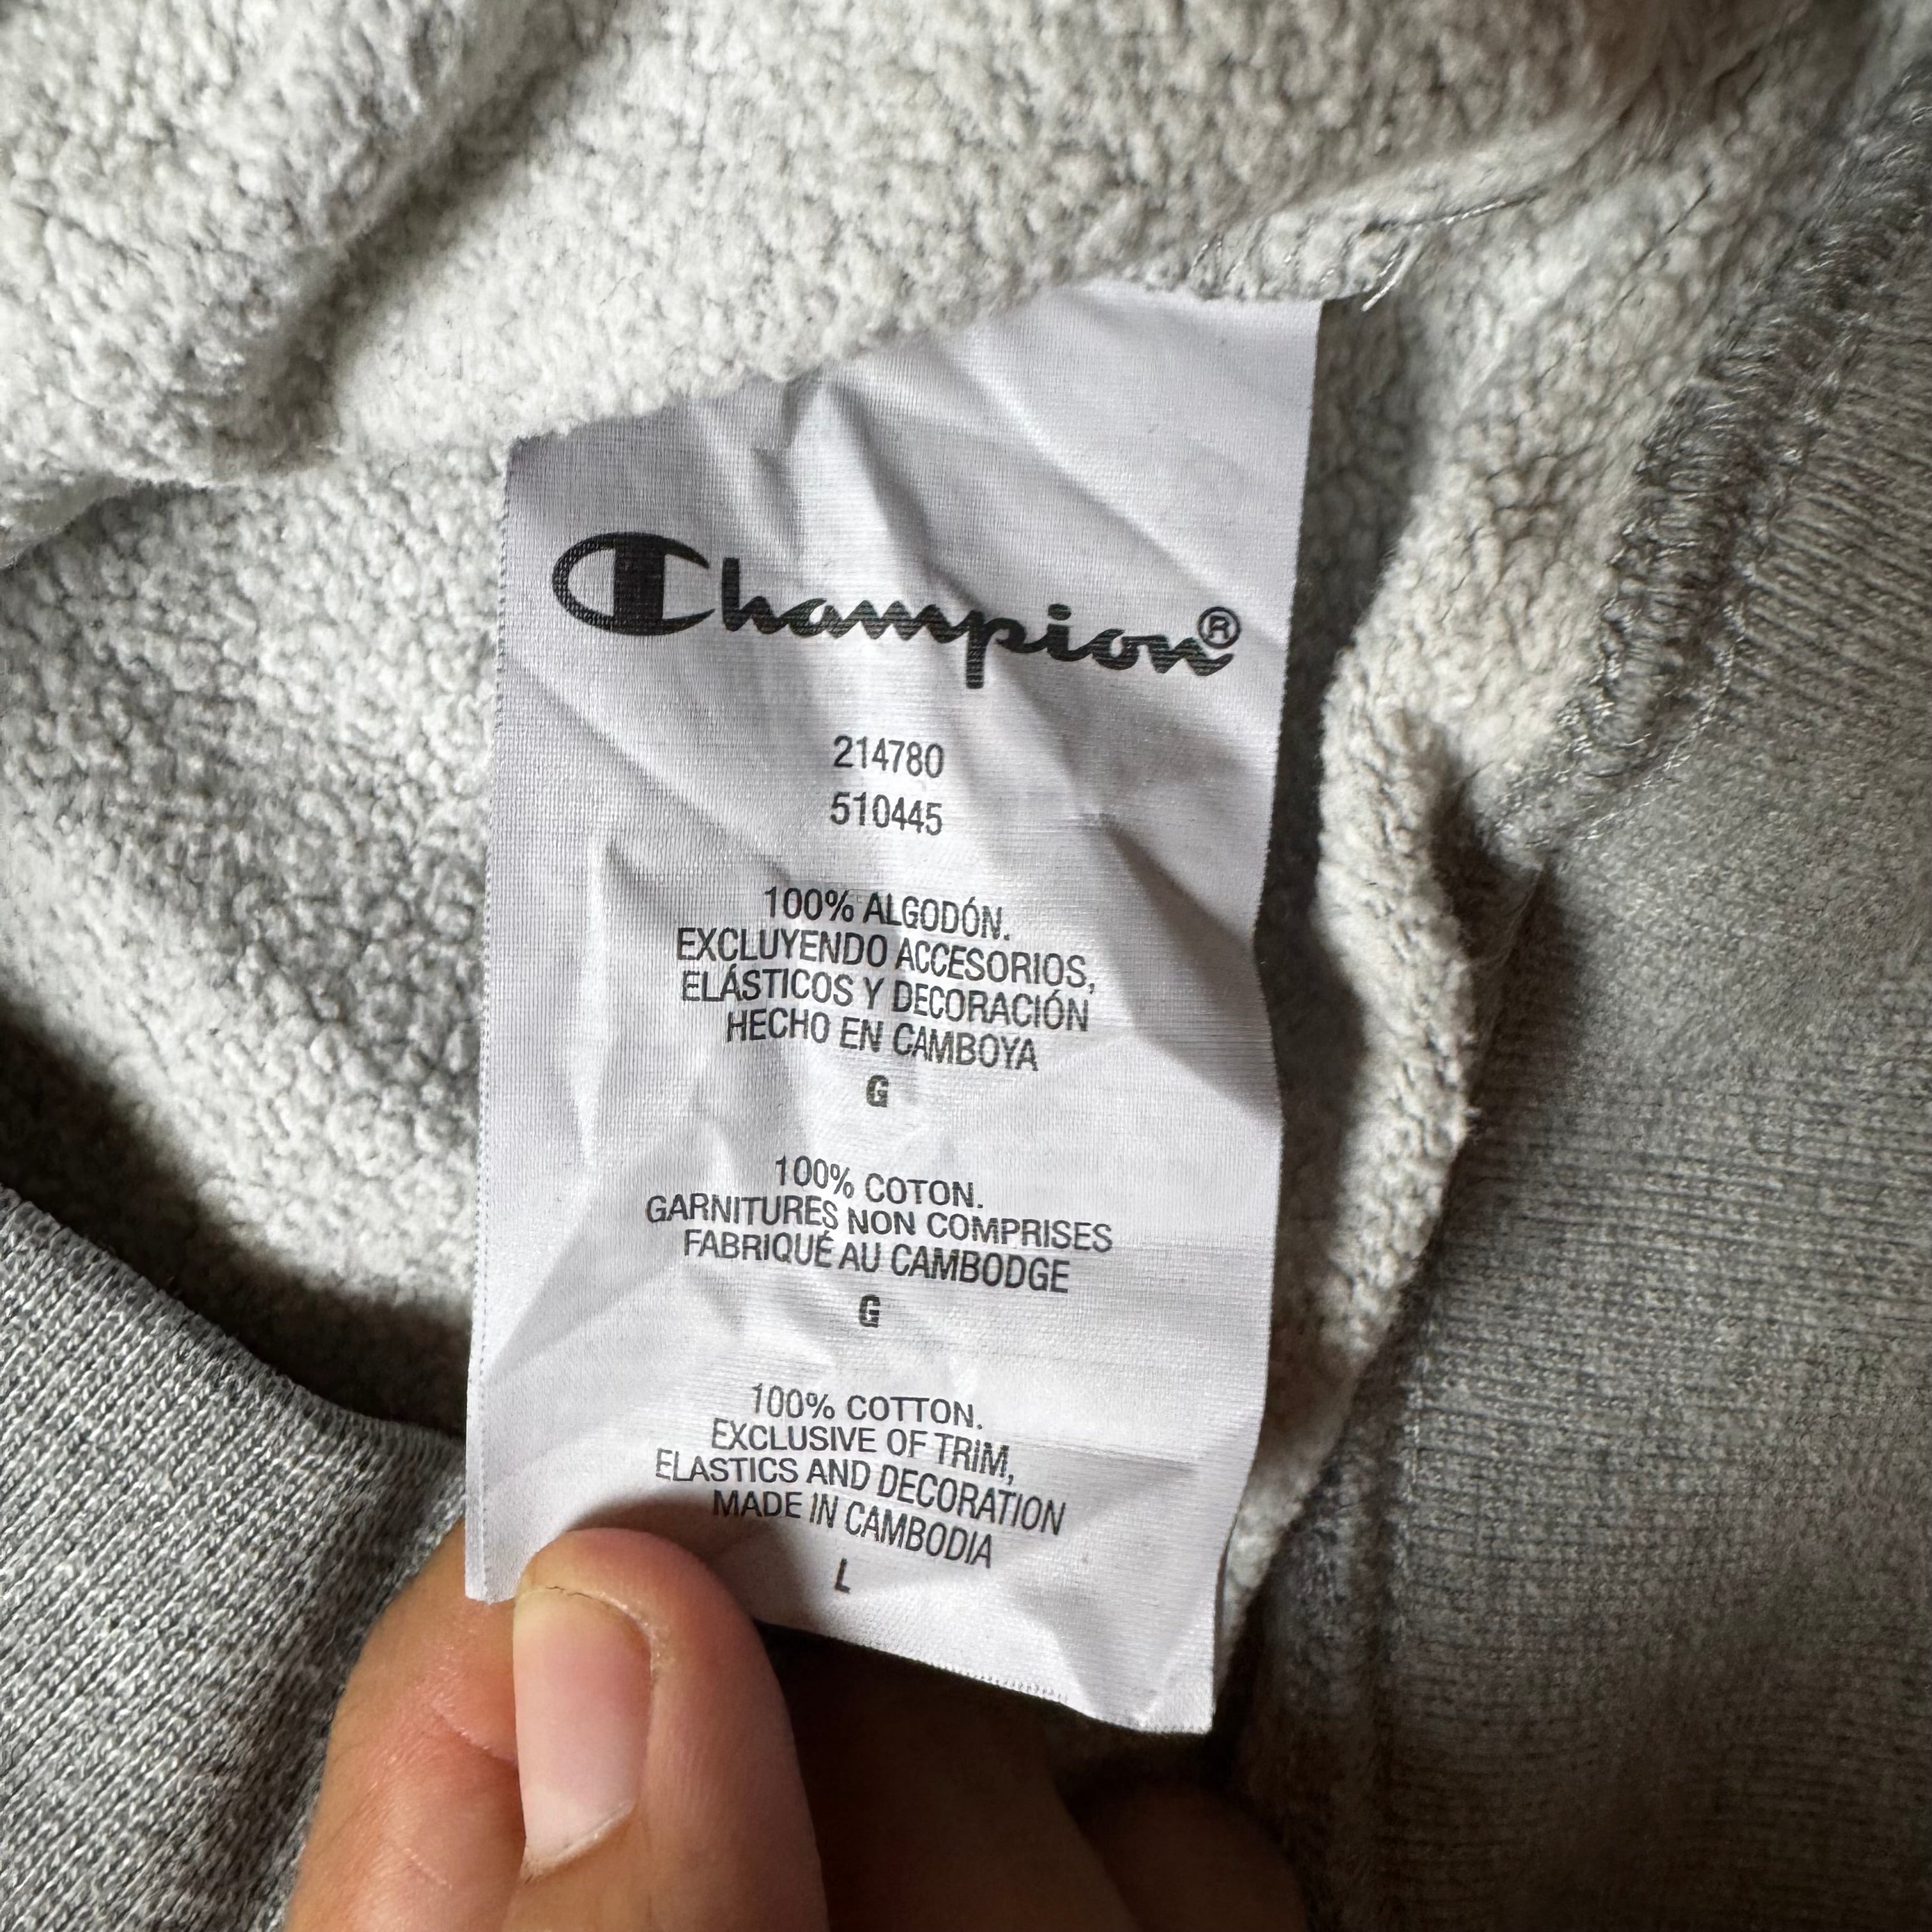 Champion®
214780
510445
100% ALGODÓN.
EXCLUYENDO ACCESORIOS,
ELÁSTICOS Y DECORACIÓN
HECHO EN CAMBOYA
G
100% COTON.
GARNITURES NON COMPRISES
FABRIQUÉ AU CAMBODGE
G
100% COTTON.
EXCLUSIVE OF TRIM,
ELASTICS AND DECORATION
MADE IN CAMBODIA
L